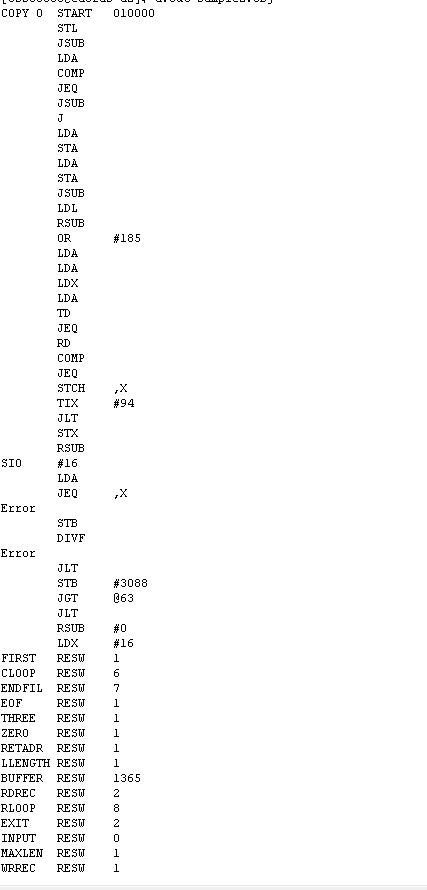 COPY 0 START 010000
STL
JSUB
LDA
COMP
JEQ
JSUB
J
LDA
STA
LDA
STA
JSUB
LDL
RSUB
OR #185
LDA
LDA
LDX
LDA
TD
JEQ
RD
COMP
JEQ
STCH ,X
TIX #94
JLT
STX
RSUB
SIO #16
LDA
JEQ ,X
Error
STB
DIVF
Error
JLT
STB #3088
JGT @63
JLT
RSUB #0
LDX #16
FIRST RESW 1
CLOOP RESW 6
ENDFIL RESW 7
EOF RESW 1
THREE RESW 1
ZERO RESW 1
RETADR RESW 1
LLENGTH RESW 1
BUFFER RESW 1365
RDREC RESW 2
RLOOP RESW 8
EXIT RESW 2
INPUT RESW 0
MAXLEN RESW 1
WRREC RESW 1